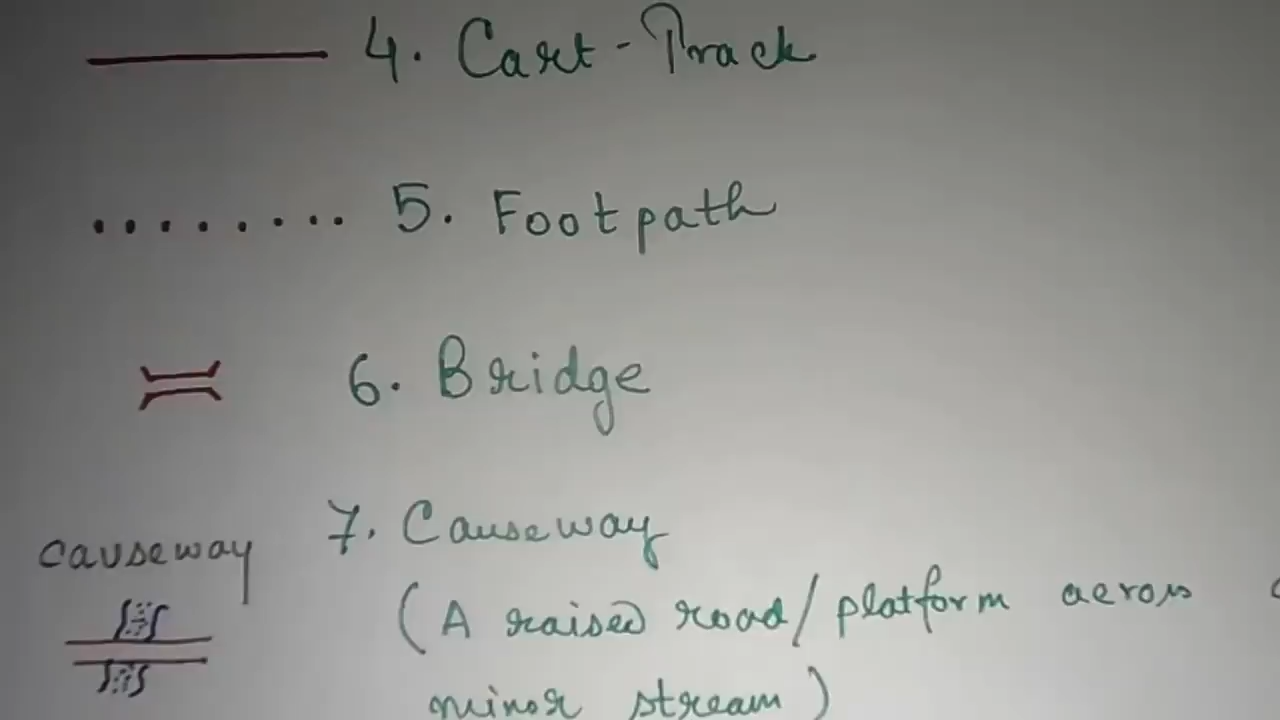 4. Cart-Track
5. Footpath
6. Bridge
7. Causeway
causeway
(A raised road/platform across
minor stream)